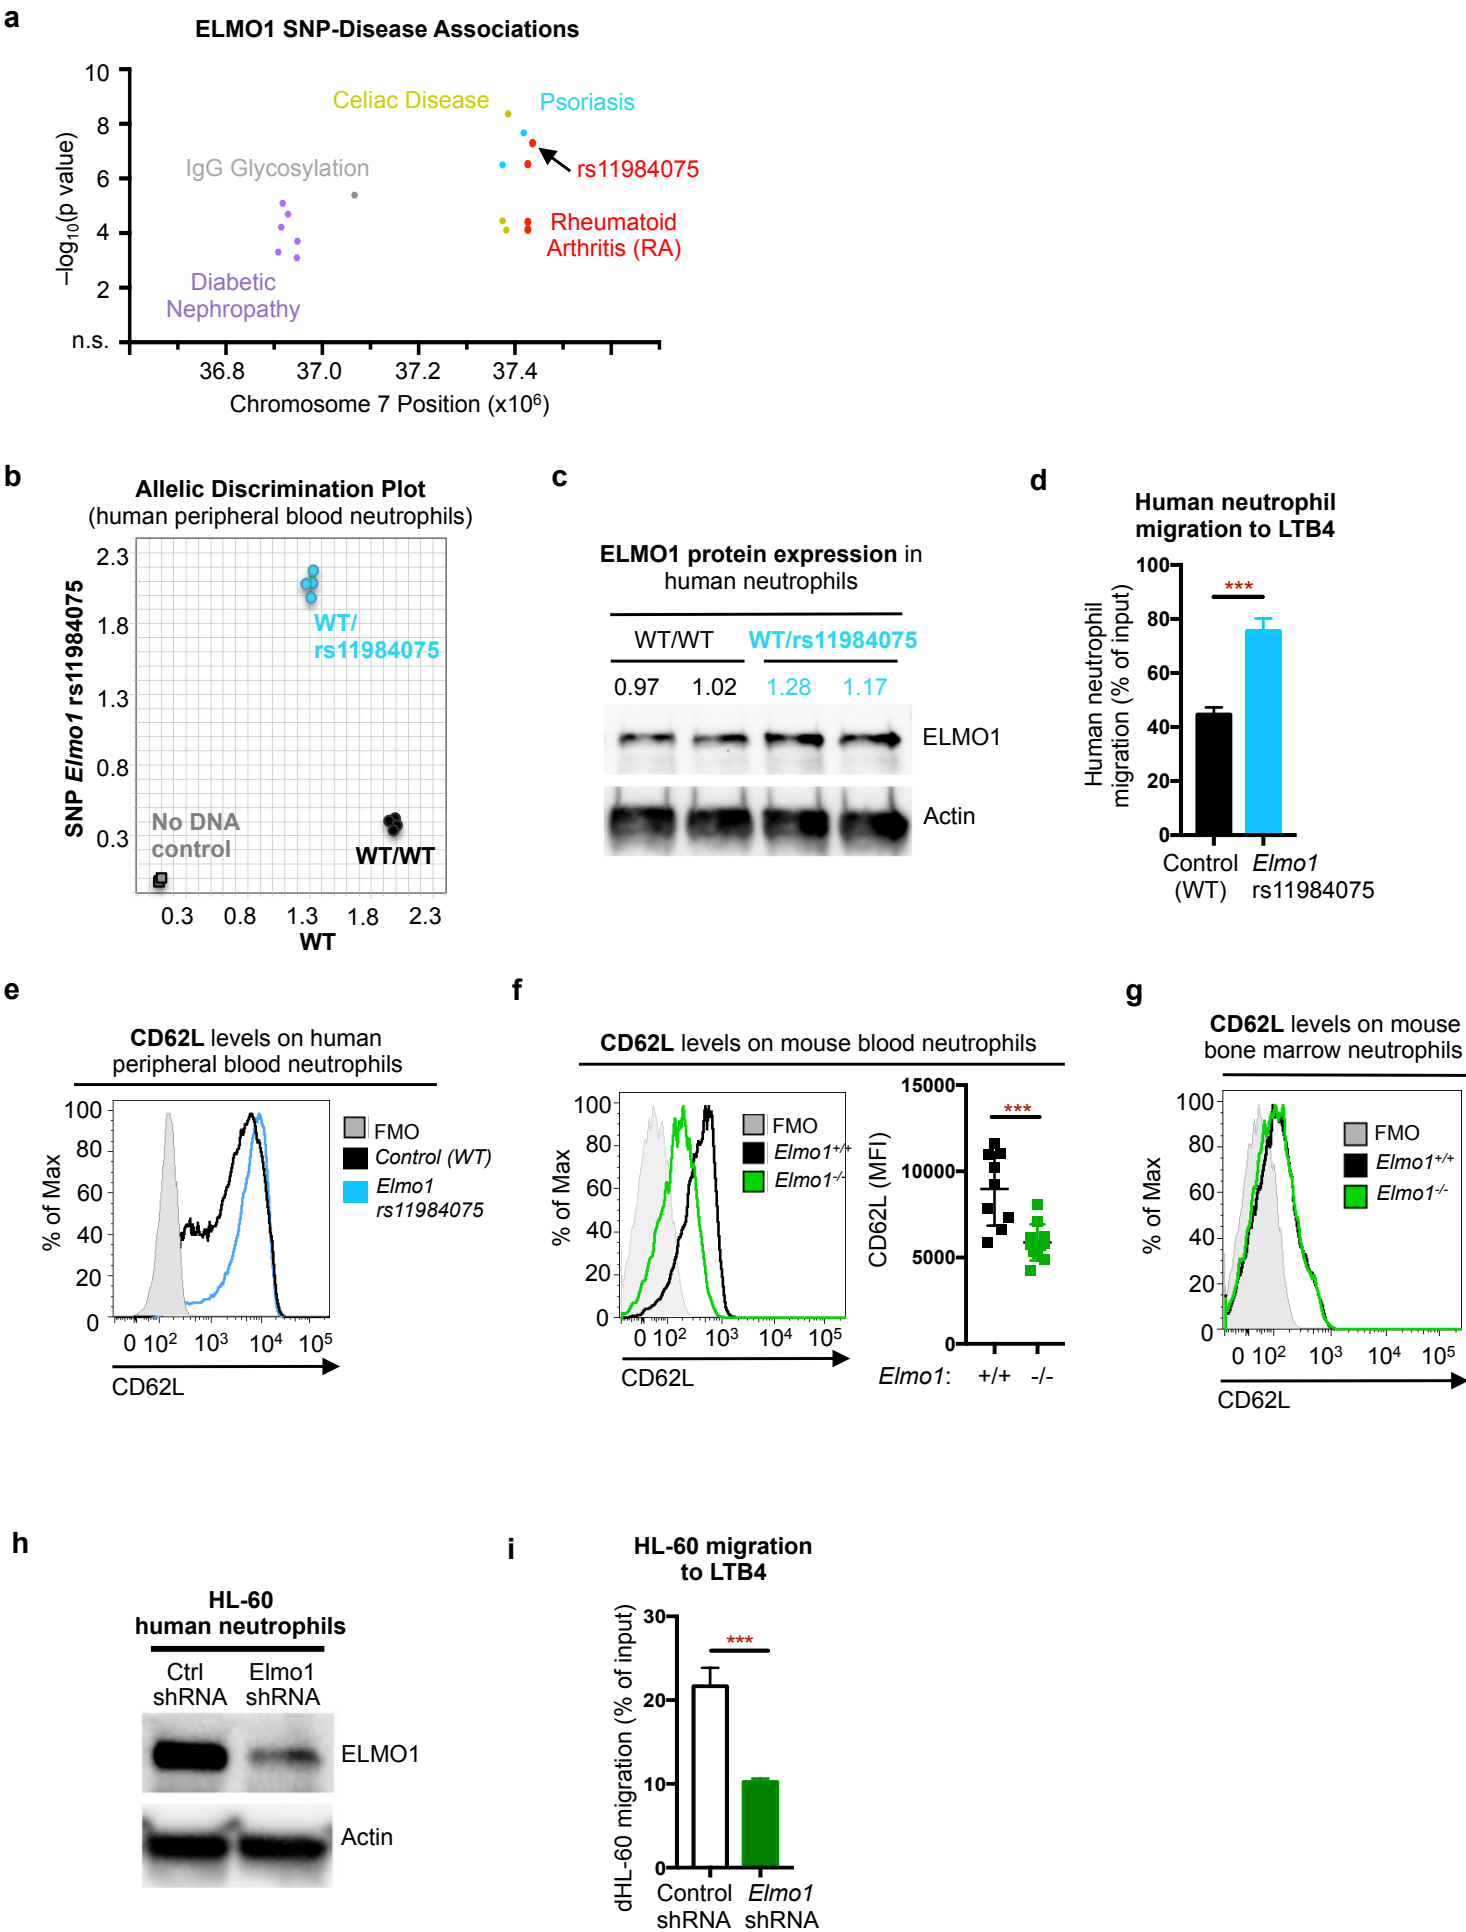 a
ELMO1 SNP-Disease Associations
10
8
6
4
2
n.s.
–log10(p value)
Celiac Disease
Psoriasis
IgG Glycosylation
rs11984075
Rheumatoid
Arthritis (RA)
Diabetic
Nephropathy
36.8 37.0 37.2 37.4
Chromosome 7 Position (x10⁶)
b
Allelic Discrimination Plot
(human peripheral blood neutrophils)
SNP Elmo1 rs11984075
2.3
1.8
1.3
0.8
0.3
WT/
rs11984075
No DNA
control
WT/WT
0.3 0.8 1.3 1.8 2.3
WT
c
ELMO1 protein expression in
human neutrophils
WT/WT WT/rs11984075
0.97 1.02 1.28 1.17
ELMO1
Actin
d
Human neutrophil
migration to LTB4
Human neutrophil
migration (% of input)
100
80
60
40
20
0
***
Control Elmo1
(WT) rs11984075
e
CD62L levels on human
peripheral blood neutrophils
% of Max
100
80
60
40
20
0
FMO
Control (WT)
Elmo1
rs11984075
0 10² 10³ 10⁴ 10⁵
CD62L
f
CD62L levels on mouse blood neutrophils
% of Max
100
80
60
40
20
0
FMO
Elmo1+/+
Elmo1-/-
0 10² 10³ 10⁴ 10⁵
CD62L
CD62L (MFI)
15000
10000
5000
0
***
Elmo1: +/+ -/-
g
CD62L levels on mouse
bone marrow neutrophils
% of Max
100
80
60
40
20
0
FMO
Elmo1+/+
Elmo1-/-
0 10² 10³ 10⁴ 10⁵
CD62L
h
HL-60
human neutrophils
Ctrl Elmo1
shRNA shRNA
ELMO1
Actin
i
HL-60 migration
to LTB4
dHL-60 migration (% of input)
30
20
10
0
***
Control Elmo1
shRNA shRNA